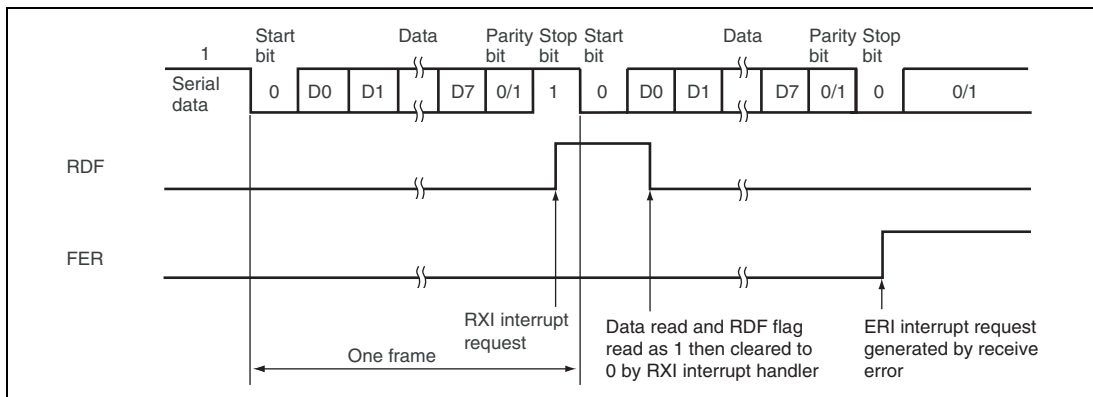 Start bit
Data
Parity bit
Stop bit
Start bit
Data
Parity bit
Stop bit
1
Serial data
0
D0
D1
D7
0/1
1
0
D0
D1
D7
0/1
0
0/1
RDF
FER
RXI interrupt
request
Data read and RDF flag
read as 1 then cleared to
0 by RXI interrupt handler
ERI interrupt request
generated by receive
error
One frame